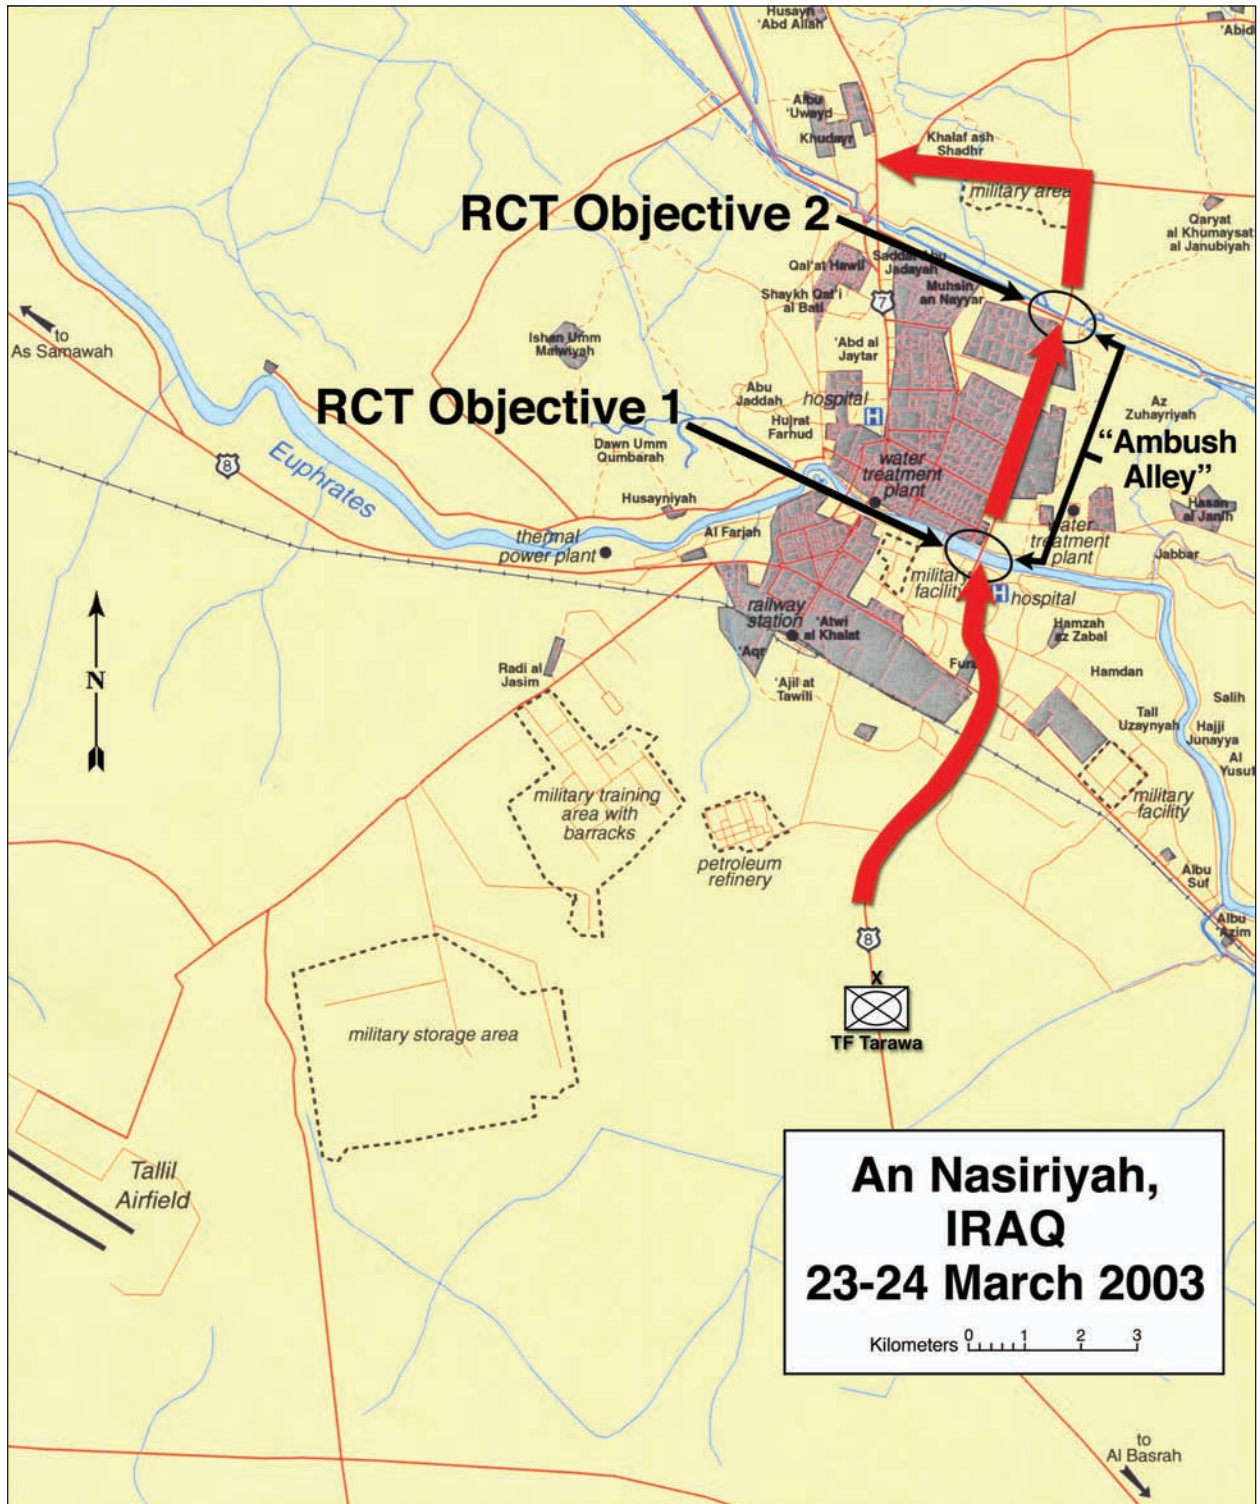 Husayn
'Abd Allah
'Abid
Albu
'Uwayd
Khudayr
Khalaf ash
Shadhr
military area
RCT Objective 2
Qaryat
al Khumaysat
al Janubiyah
Qal'at Hawil
Jadayah
Muhsin
an Nayyar
Shaykh Qat'i
al Bati
7
to
As Samawah
Ishan Umm
Malwiyah
'Abd al
Jaytar
RCT Objective 1
Abu
Jaddah
hospital
H
Hujrat
Farhud
Az
Zuhayriyah
"Ambush
Alley"
Dawn Umm
Qumbarah
8
Euphrates
water
treatment
plant
Husayniyah
Hasan
al Janih
Al Farjah
water
treatment
plant
thermal
power plant
Jabbar
military
facility
H
hospital
railway
station
'Atwi
al Khalat
Hamzah
az Zabal
'Aqr
Radi al
Jasim
'Ajil at
Tawili
Hamdan
Salih
Tall
Uzaynyah
Hajji
Junayya
Al
Yusuf
N
military training
area with
barracks
military
facility
petroleum
refinery
Albu
Suf
Albu
'Azim
8
X
TF Tarawa
military storage area
Tallil
Airfield
An Nasiriyah,
IRAQ
23-24 March 2003
Kilometers 0 1 2 3
to
Al Basrah